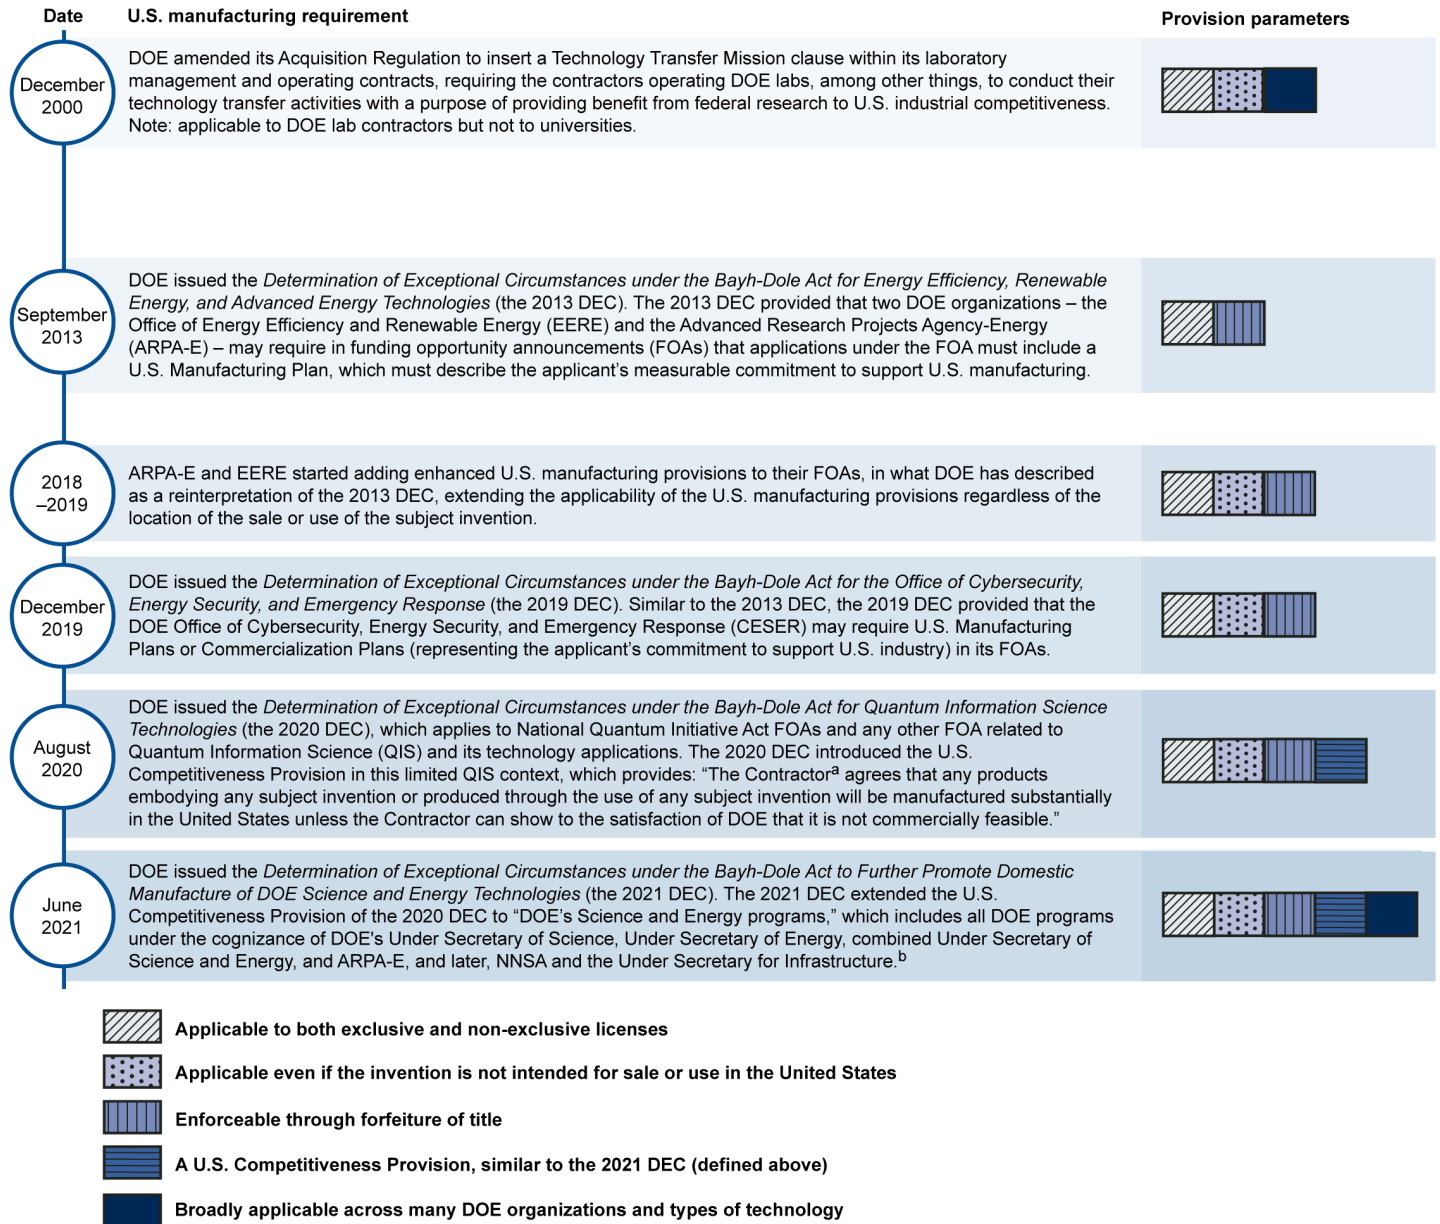 Date U.S. manufacturing requirement Provision parameters
December
2000
DOE amended its Acquisition Regulation to insert a Technology Transfer Mission clause within its laboratory
management and operating contracts, requiring the contractors operating DOE labs, among other things, to conduct their
technology transfer activities with a purpose of providing benefit from federal research to U.S. industrial competitiveness.
Note: applicable to DOE lab contractors but not to universities.
September
2013
DOE issued the Determination of Exceptional Circumstances under the Bayh-Dole Act for Energy Efficiency, Renewable
Energy, and Advanced Energy Technologies (the 2013 DEC). The 2013 DEC provided that two DOE organizations – the
Office of Energy Efficiency and Renewable Energy (EERE) and the Advanced Research Projects Agency-Energy
(ARPA-E) – may require in funding opportunity announcements (FOAs) that applications under the FOA must include a
U.S. Manufacturing Plan, which must describe the applicant's measurable commitment to support U.S. manufacturing.
2018
–2019
ARPA-E and EERE started adding enhanced U.S. manufacturing provisions to their FOAs, in what DOE has described
as a reinterpretation of the 2013 DEC, extending the applicability of the U.S. manufacturing provisions regardless of the
location of the sale or use of the subject invention.
December
2019
DOE issued the Determination of Exceptional Circumstances under the Bayh-Dole Act for the Office of Cybersecurity,
Energy Security, and Emergency Response (the 2019 DEC). Similar to the 2013 DEC, the 2019 DEC provided that the
DOE Office of Cybersecurity, Energy Security, and Emergency Response (CESER) may require U.S. Manufacturing
Plans or Commercialization Plans (representing the applicant's commitment to support U.S. industry) in its FOAs.
August
2020
DOE issued the Determination of Exceptional Circumstances under the Bayh-Dole Act for Quantum Information Science
Technologies (the 2020 DEC), which applies to National Quantum Initiative Act FOAs and any other FOA related to
Quantum Information Science (QIS) and its technology applications. The 2020 DEC introduced the U.S.
Competitiveness Provision in this limited QIS context, which provides: “The Contractorᵃ agrees that any products
embodying any subject invention or produced through the use of any subject invention will be manufactured substantially
in the United States unless the Contractor can show to the satisfaction of DOE that it is not commercially feasible.”
June
2021
DOE issued the Determination of Exceptional Circumstances under the Bayh-Dole Act to Further Promote Domestic
Manufacture of DOE Science and Energy Technologies (the 2021 DEC). The 2021 DEC extended the U.S.
Competitiveness Provision of the 2020 DEC to “DOE's Science and Energy programs,” which includes all DOE programs
under the cognizance of DOE's Under Secretary of Science, Under Secretary of Energy, combined Under Secretary of
Science and Energy, and ARPA-E, and later, NNSA and the Under Secretary for Infrastructure.ᵇ
Applicable to both exclusive and non-exclusive licenses
Applicable even if the invention is not intended for sale or use in the United States
Enforceable through forfeiture of title
A U.S. Competitiveness Provision, similar to the 2021 DEC (defined above)
Broadly applicable across many DOE organizations and types of technology